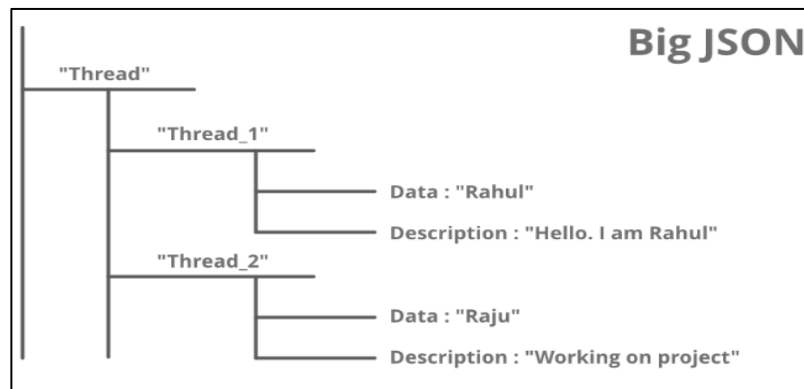 Big JSON
"Thread"
"Thread_1"
Data : "Rahul"
Description : "Hello. I am Rahul"
"Thread_2"
Data : "Raju"
Description : "Working on project"